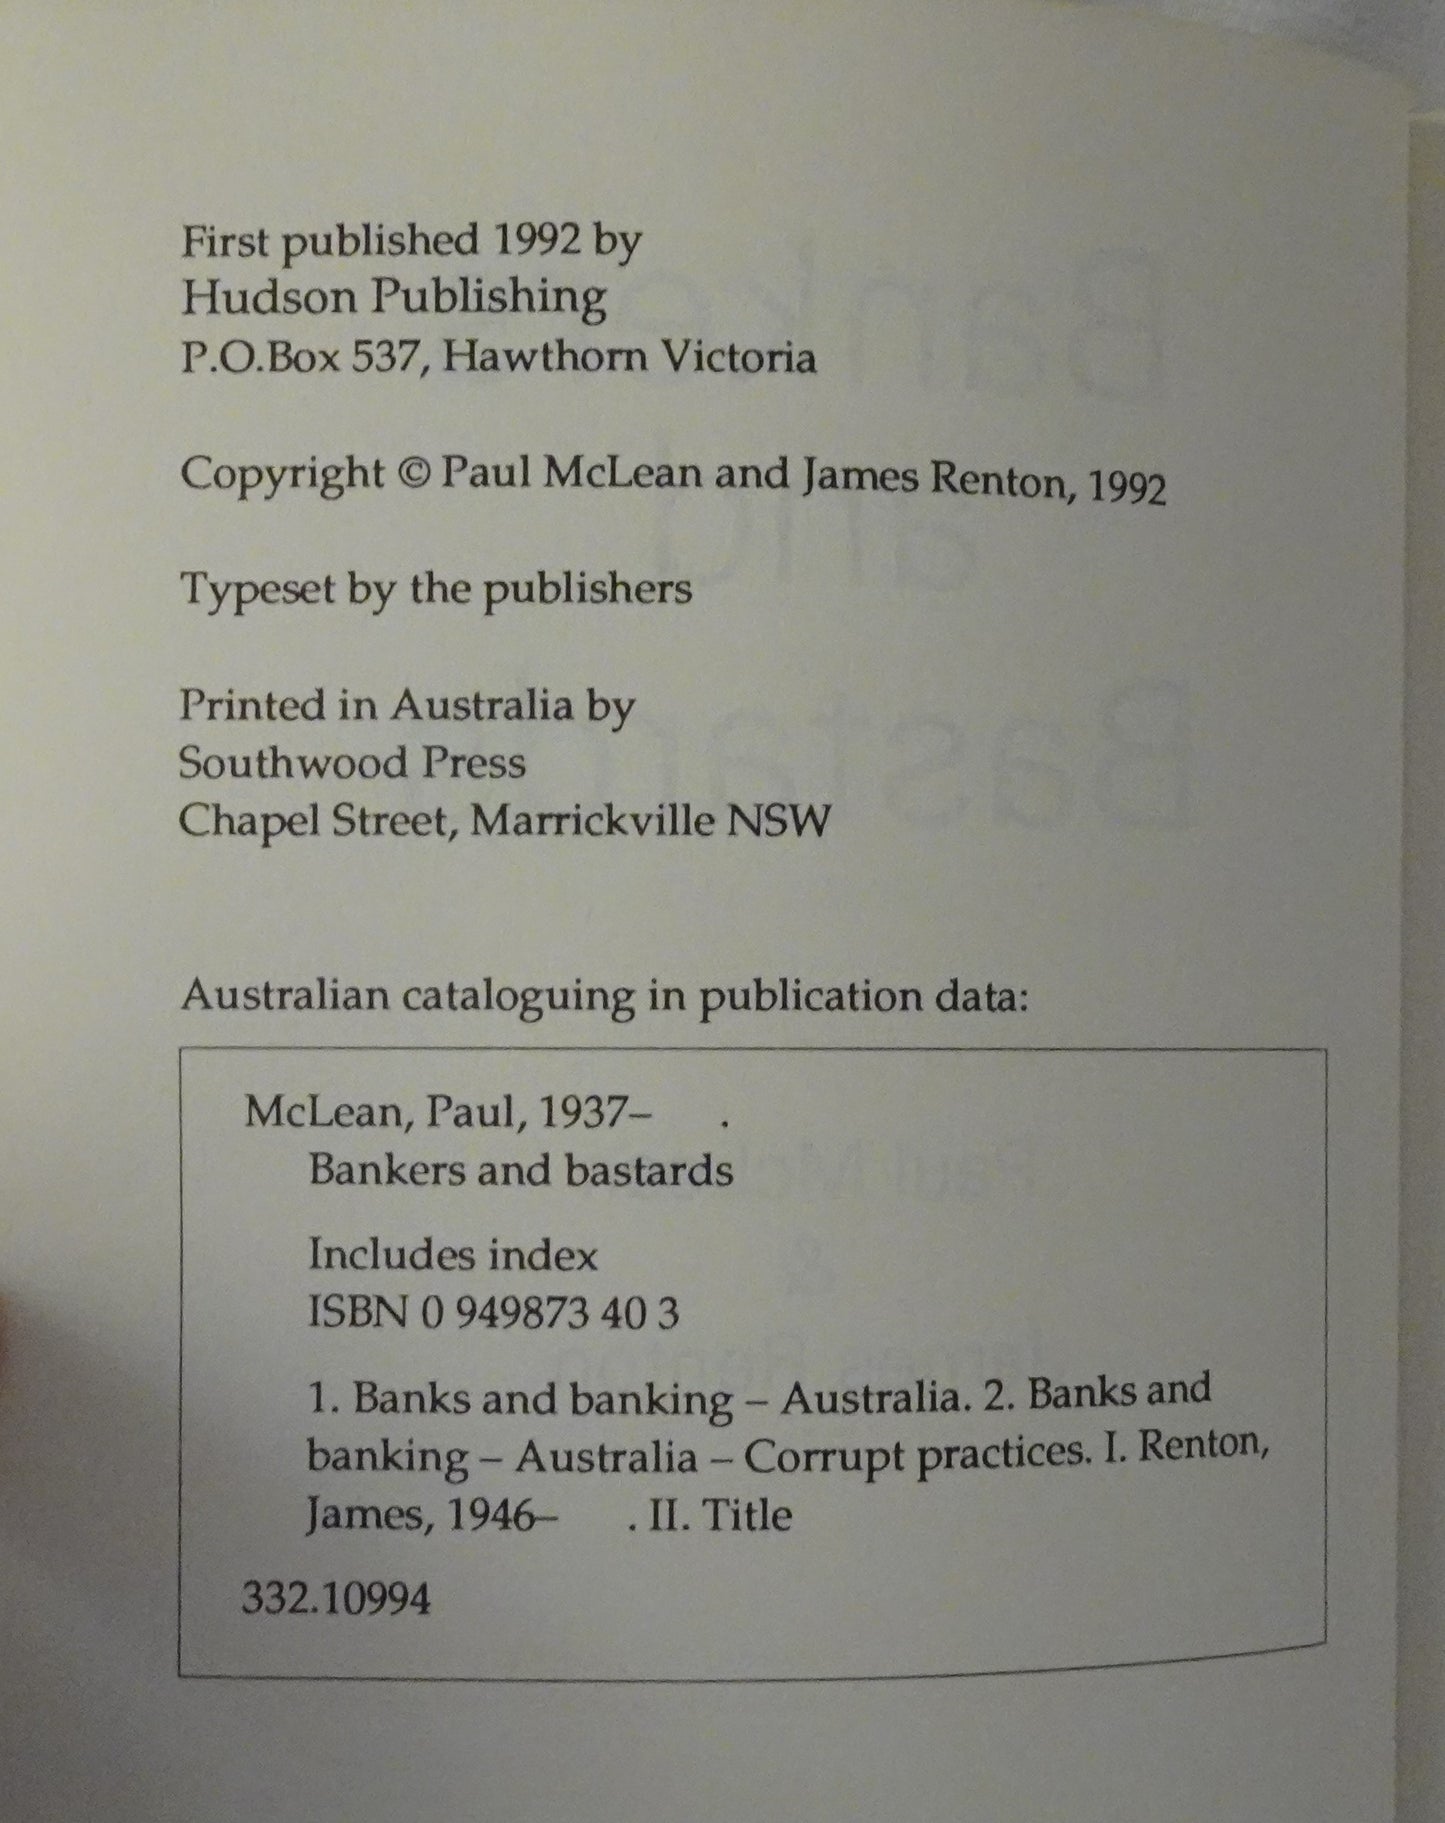 First published 1992 by
Hudson Publishing
P.O.Box 537, Hawthorn Victoria
Copyright © Paul McLean and James Renton, 1992
Typeset by the publishers
Printed in Australia by
Southwood Press
Chapel Street, Marrickville NSW
Australian cataloguing in publication data:
McLean, Paul, 1937–      .
Bankers and bastards
Includes index
ISBN 0 949873 40 3
1. Banks and banking – Australia. 2. Banks and
banking – Australia – Corrupt practices. I. Renton,
James, 1946–      . II. Title
332.10994